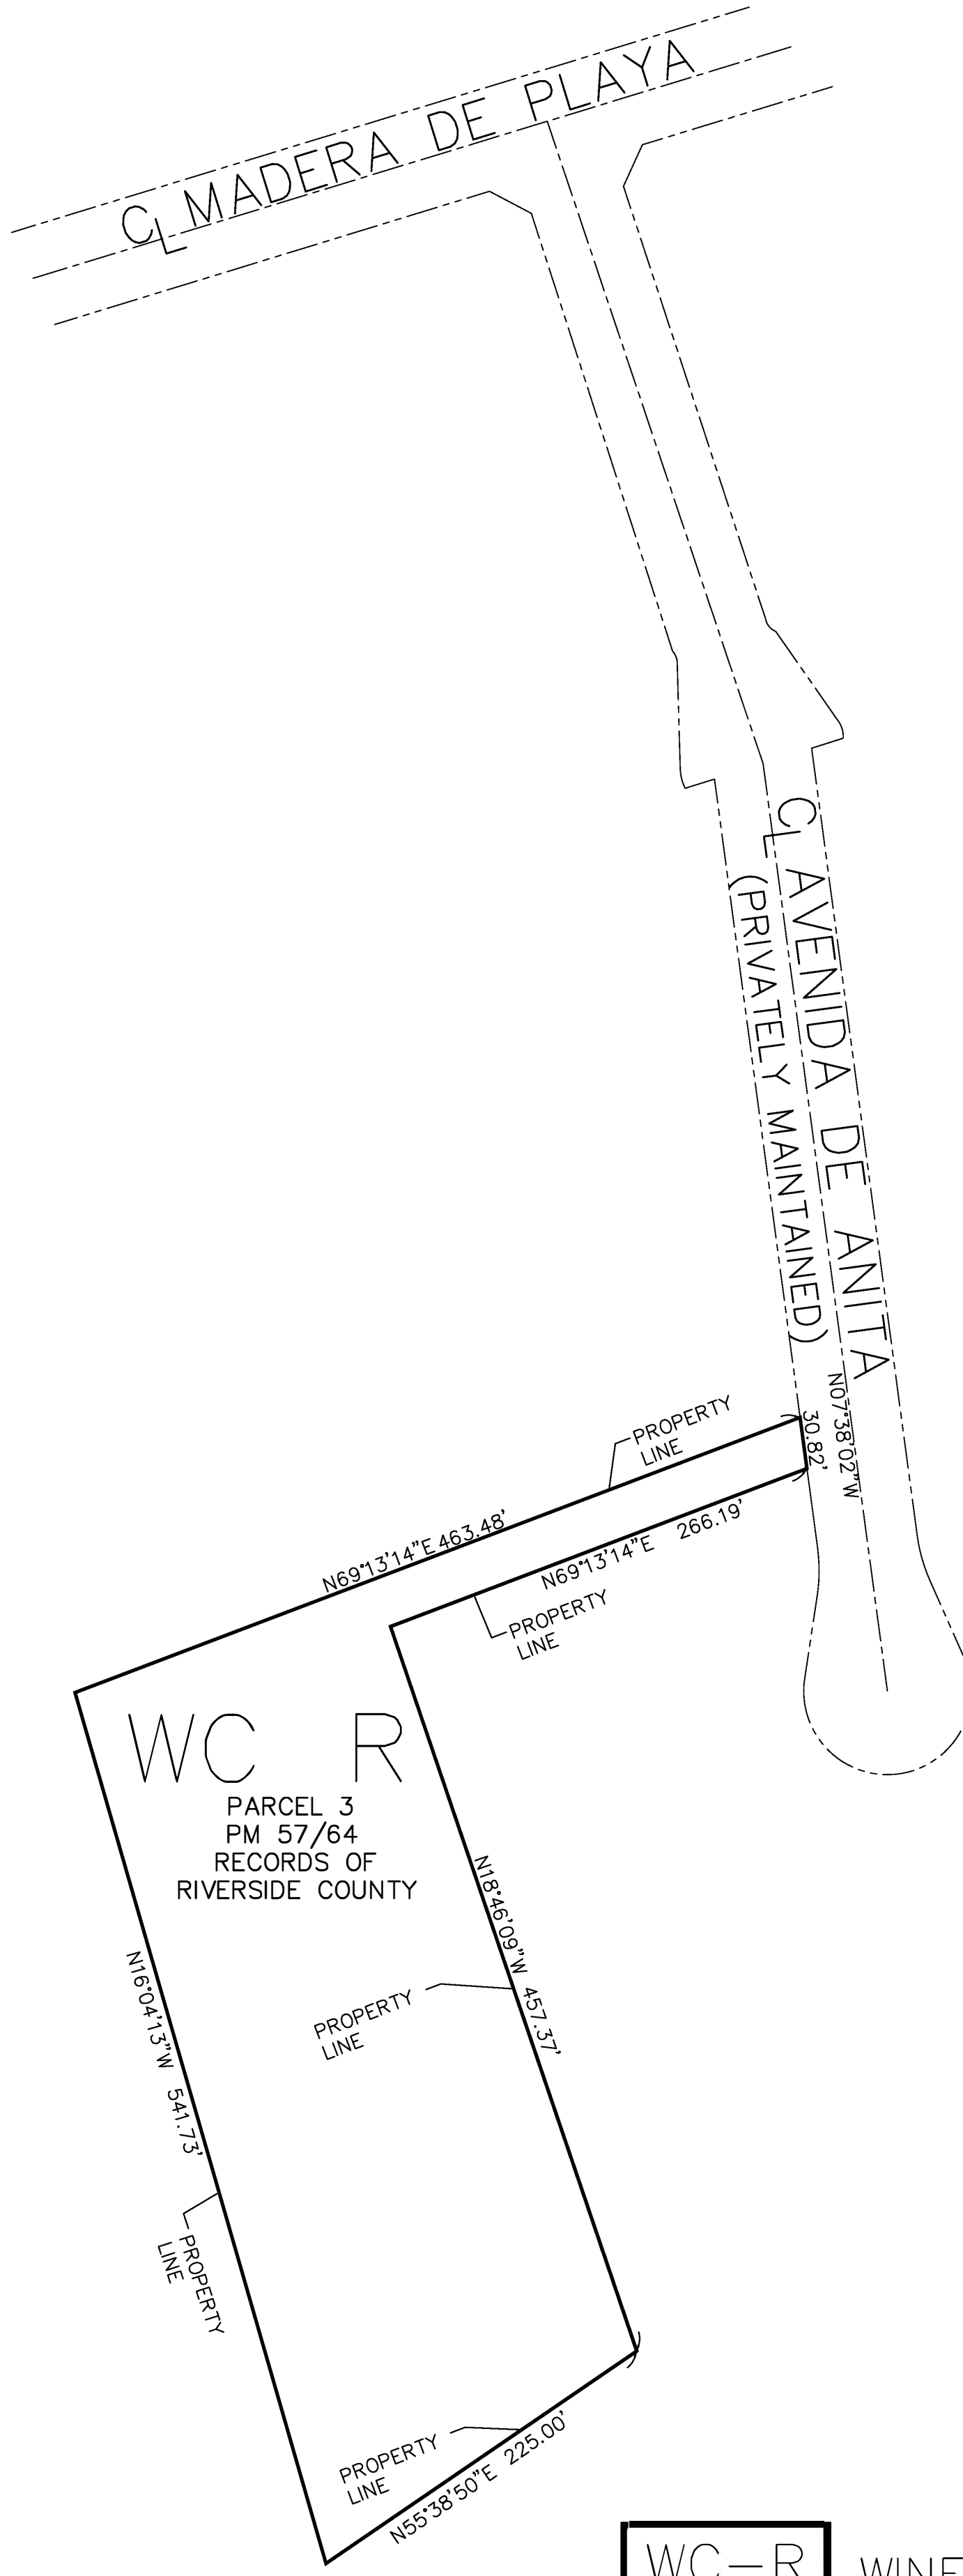 CL MADERA DE PLAYA
CL AVENIDA DE ANITA
(PRIVATELY MAINTAINED)
N07°38'02"W
30.82'
PROPERTY
LINE
N69°13'14"E 463.48'
N69°13'14"E 266.19'
PROPERTY
LINE
WC R
PARCEL 3
PM 57/64
RECORDS OF
RIVERSIDE COUNTY
N18°46'09"W 457.37'
PROPERTY
LINE
N16°04'13"W 541.73'
PROPERTY
LINE
PROPERTY
LINE
N55°38'50"E 225.00'
WC-R